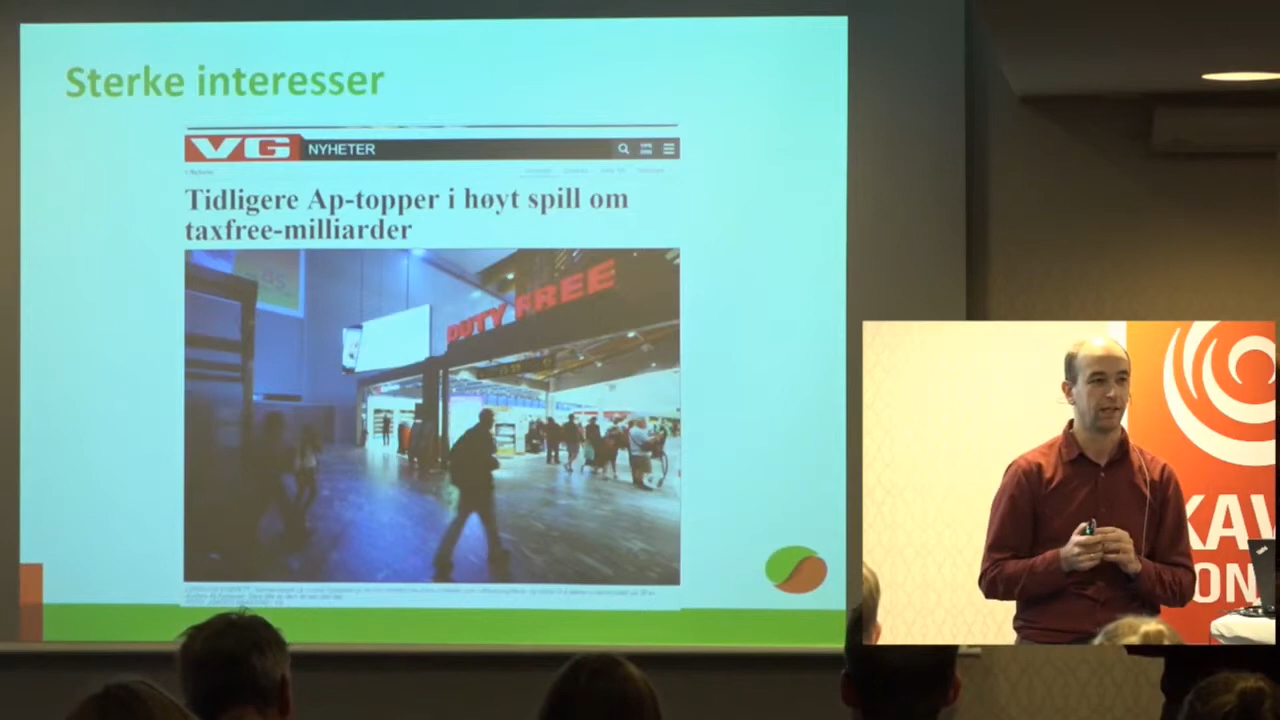 Sterke interesser
VG NYHETER
Tidligere Ap-topper i høyt spill om
taxfree-milliarder
DUTY FREE
KAV
ON